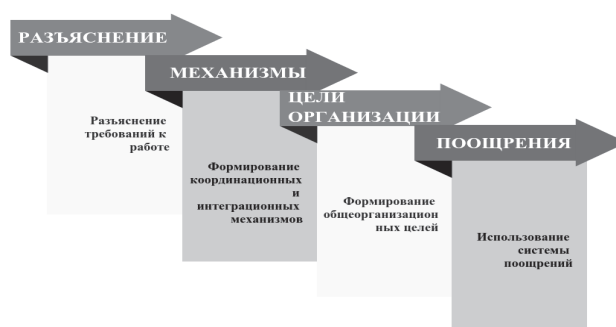 РАЗЪЯСНЕНИЕ
Разъяснение
требований к
работе
МЕХАНИЗМЫ
Формирование
координационных
и
интеграционных
механизмов
ЦЕЛИ
ОРГАНИЗАЦИИ
Формирование
общеорганизацион
ных целей
ПООЩРЕНИЯ
Использование
системы
поощрений